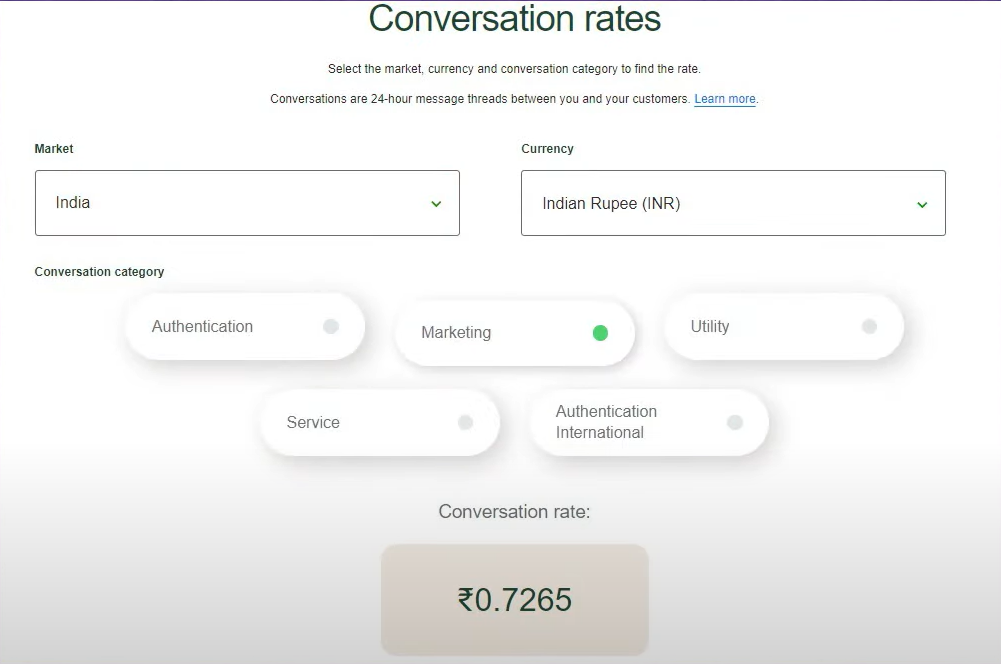 Conversation rates
Select the market, currency and conversation category to find the rate.
Conversations are 24-hour message threads between you and your customers. Learn more.
Market
Currency
India
Indian Rupee (INR)
Conversation category
Authentication
Marketing
Utility
Service
Authentication
International
Conversation rate:
₹0.7265